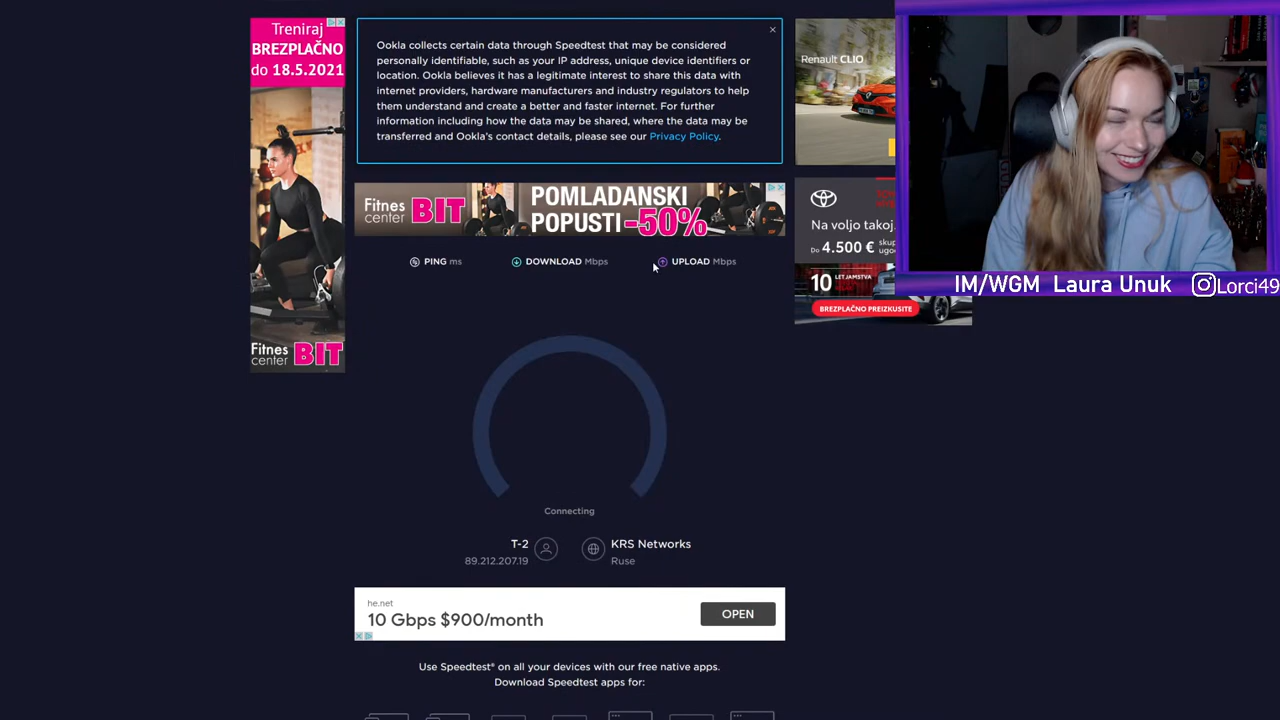 Treniraj
BREZPLAČNO
do 18.5.2021
Fitnes
center BIT
Ookla collects certain data through Speedtest that may be considered
personally identifiable, such as your IP address, unique device identifiers or
location. Ookla believes it has a legitimate interest to share this data with
internet providers, hardware manufacturers and industry regulators to help
them understand and create a better and faster internet. For further
information including how the data may be shared, where the data may be
transferred and Ookla's contact details, please see our Privacy Policy.
Fitnes
center BIT
POMLADANSKI
POPUSTI -50%
PING ms
DOWNLOAD Mbps
UPLOAD Mbps
Connecting
T-2
89.212.207.19
KRS Networks
Ruse
he.net
10 Gbps $900/month
OPEN
Use Speedtest® on all your devices with our free native apps.
Download Speedtest apps for:
Renault CLIO
Na voljo takoj.
Do 4.500 €
10 LET JAMSTVA
BREZPLAČNO PREIZKUSITE
IM/WGM Laura Unuk Lorci49